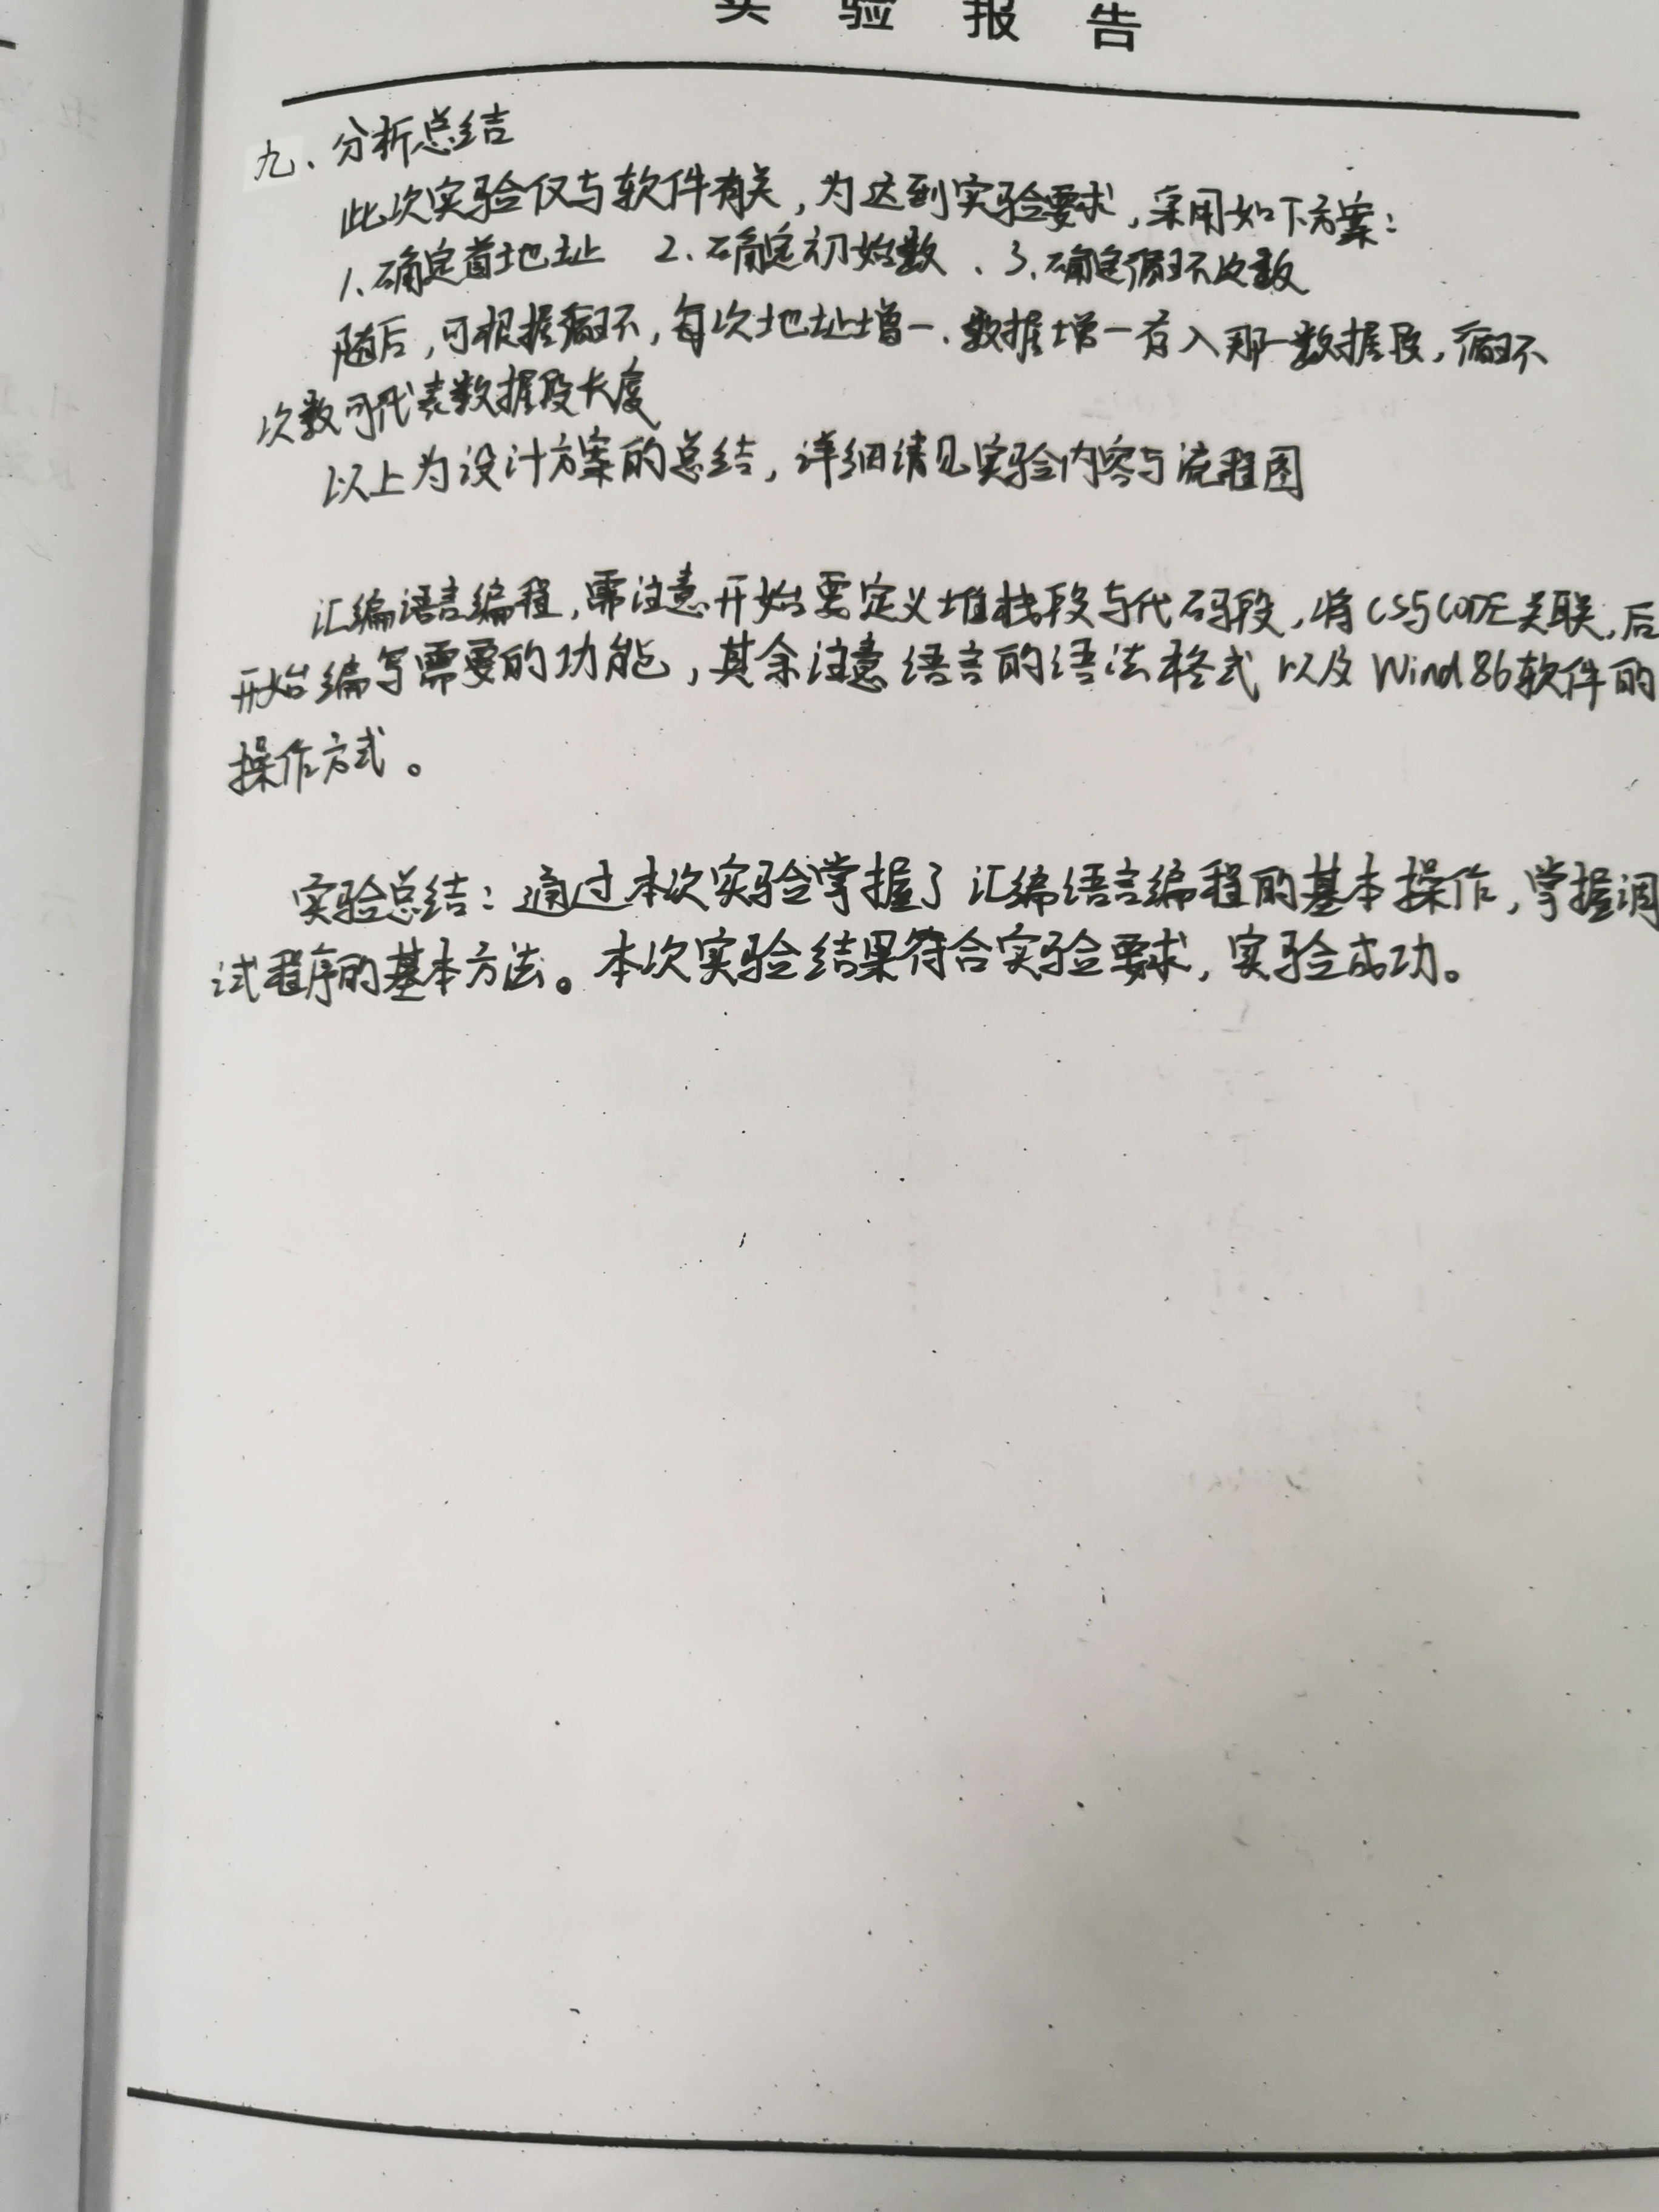 实验报告
九、分析总结
此次实验仅与软件有关，为达到实验要求，采用如下方案：
1.确定首地址 2.确定初始数、3.确定循环次数
随后，可根据循环，每次地址增一、数据增一存入那一数据段，循环
次数可代表数据段长度
以上为设计方案的总结，详细请见实验内容与流程图
汇编语言编程，需注意开始要定义堆栈段与代码段，将CS与CODE关联，后
开始编写需要的功能，其余注意语言的语法格式以及Wind86软件的
操作方式。
实验总结：通过本次实验掌握了汇编语言编程的基本操作，掌握调
试程序的基本方法。本次实验结果符合实验要求，实验成功。